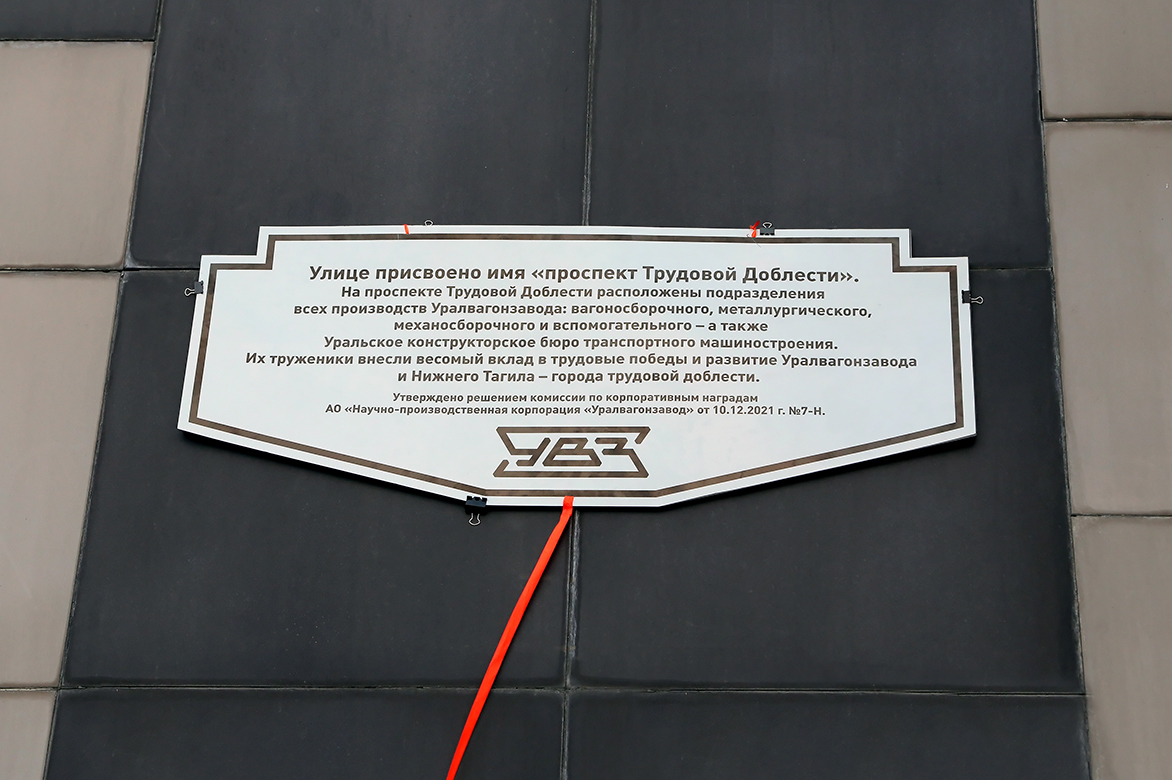 Улице присвоено имя «проспект Трудовой Доблести».
На проспекте Трудовой Доблести расположены подразделения
всех производств Уралвагонзавода: вагоносборочного, металлургического,
механосборочного и вспомогательного – а также
Уральское конструкторское бюро транспортного машиностроения.
Их труженики внесли весомый вклад в трудовые победы и развитие Уралвагонзавода
и Нижнего Тагила – города трудовой доблести.
Утверждено решением комиссии по корпоративным наградам
АО «Научно-производственная корпорация «Уралвагонзавод» от 10.12.2021 г. №7-Н.
УВЗ